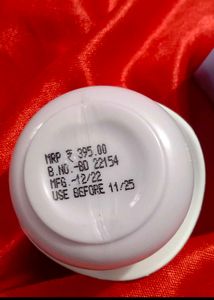 MRP ₹ 395.00
B.NO.-BD 22154
MFG.-12/22
USE BEFORE 11/25